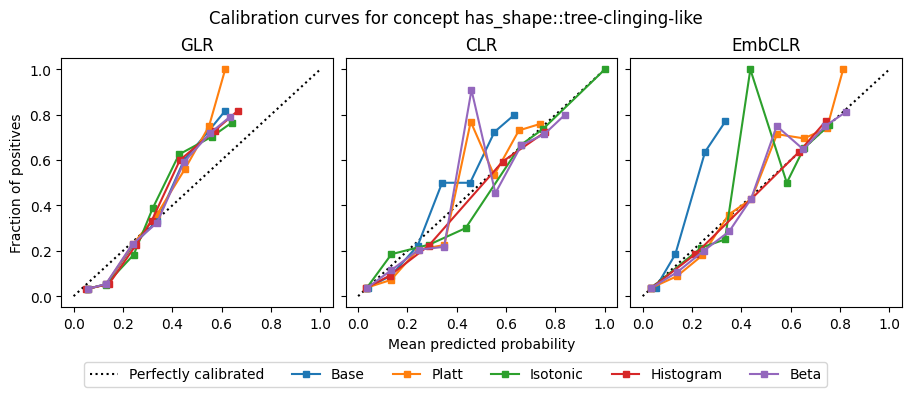 Calibration curves for concept has_shape::tree-clinging-like
GLR
CLR
EmbCLR
Fraction of positives
1.0
0.8
0.6
0.4
0.2
0.0
0.0 0.2 0.4 0.6 0.8 1.0
0.0 0.2 0.4 0.6 0.8 1.0
0.0 0.2 0.4 0.6 0.8 1.0
Mean predicted probability
Perfectly calibrated Base Platt Isotonic Histogram Beta